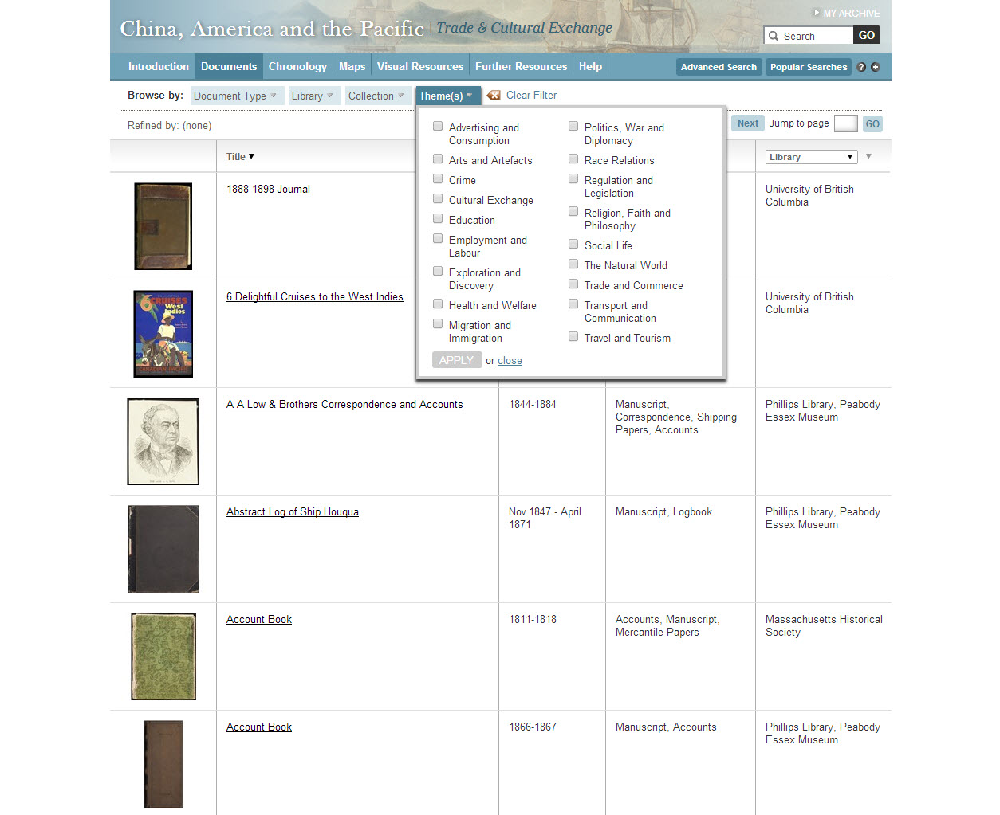 MY ARCHIVE
China, America and the Pacific | Trade & Cultural Exchange
Search GO
Introduction Documents Chronology Maps Visual Resources Further Resources Help Advanced Search Popular Searches ? +
Browse by: Document Type Library Collection Theme(s) Clear Filter
Refined by: (none) Next Jump to page GO
Title Library
Advertising and
Consumption
Arts and Artefacts
Crime
Cultural Exchange
Education
Employment and
Labour
Exploration and
Discovery
Health and Welfare
Migration and
Immigration
Politics, War and
Diplomacy
Race Relations
Regulation and
Legislation
Religion, Faith and
Philosophy
Social Life
The Natural World
Trade and Commerce
Transport and
Communication
Travel and Tourism
APPLY or close
1888-1898 Journal
University of British
Columbia
6 CRUISES
West
Indies
CANADIAN PACIFIC
6 Delightful Cruises to the West Indies
University of British
Columbia
A A Low & Brothers Correspondence and Accounts
1844-1884
Manuscript,
Correspondence, Shipping
Papers, Accounts
Phillips Library, Peabody
Essex Museum
Abstract Log of Ship Houqua
Nov 1847 - April
1871
Manuscript, Logbook
Phillips Library, Peabody
Essex Museum
Account Book
1811-1818
Accounts, Manuscript,
Mercantile Papers
Massachusetts Historical
Society
Account Book
1866-1867
Manuscript, Accounts
Phillips Library, Peabody
Essex Museum